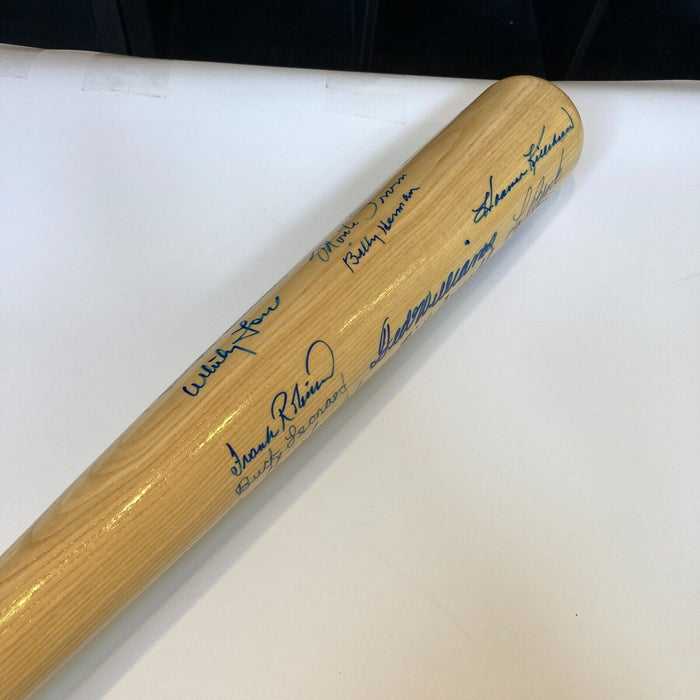 Monte Irvin
Billy Herman
Harmon Killebrew
Ted Williams
Whitey Ford
Frank Robinson
Buck Leonard